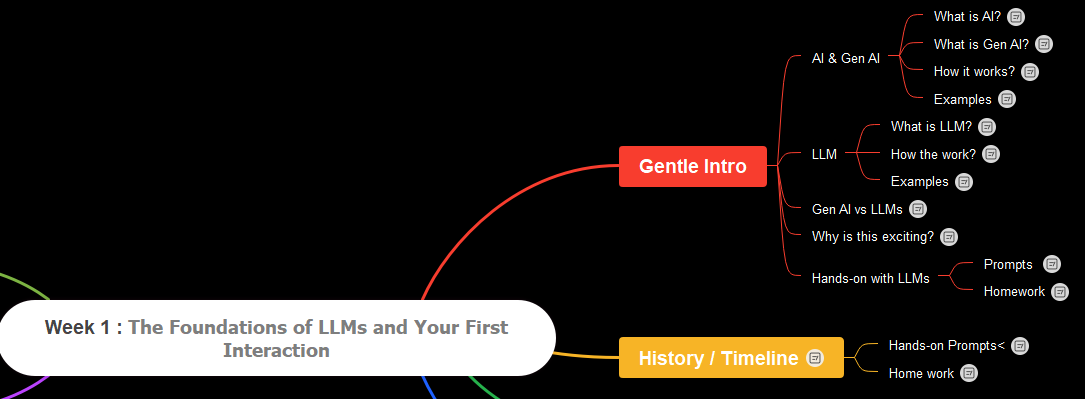 What is AI?
What is Gen AI?
AI & Gen AI
How it works?
Examples
What is LLM?
LLM
How the work?
Examples
Gentle Intro
Gen AI vs LLMs
Why is this exciting?
Hands-on with LLMs
Prompts
Homework
Week 1 : The Foundations of LLMs and Your First
Interaction
History / Timeline
Hands-on Prompts<
Home work